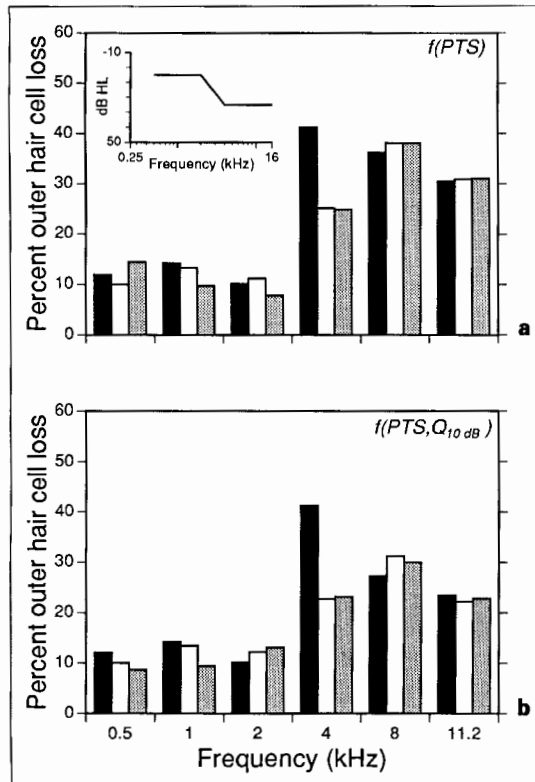 60
50
40
30
20
10
0
Percent outer hair cell loss
f(PTS)
-10
dB HL
50
0.25
Frequency (kHz)
16
a
60
50
40
30
20
10
0
Percent outer hair cell loss
f(PTS,Q10 dB)
0.5 1 2 4 8 11.2
Frequency (kHz)
b